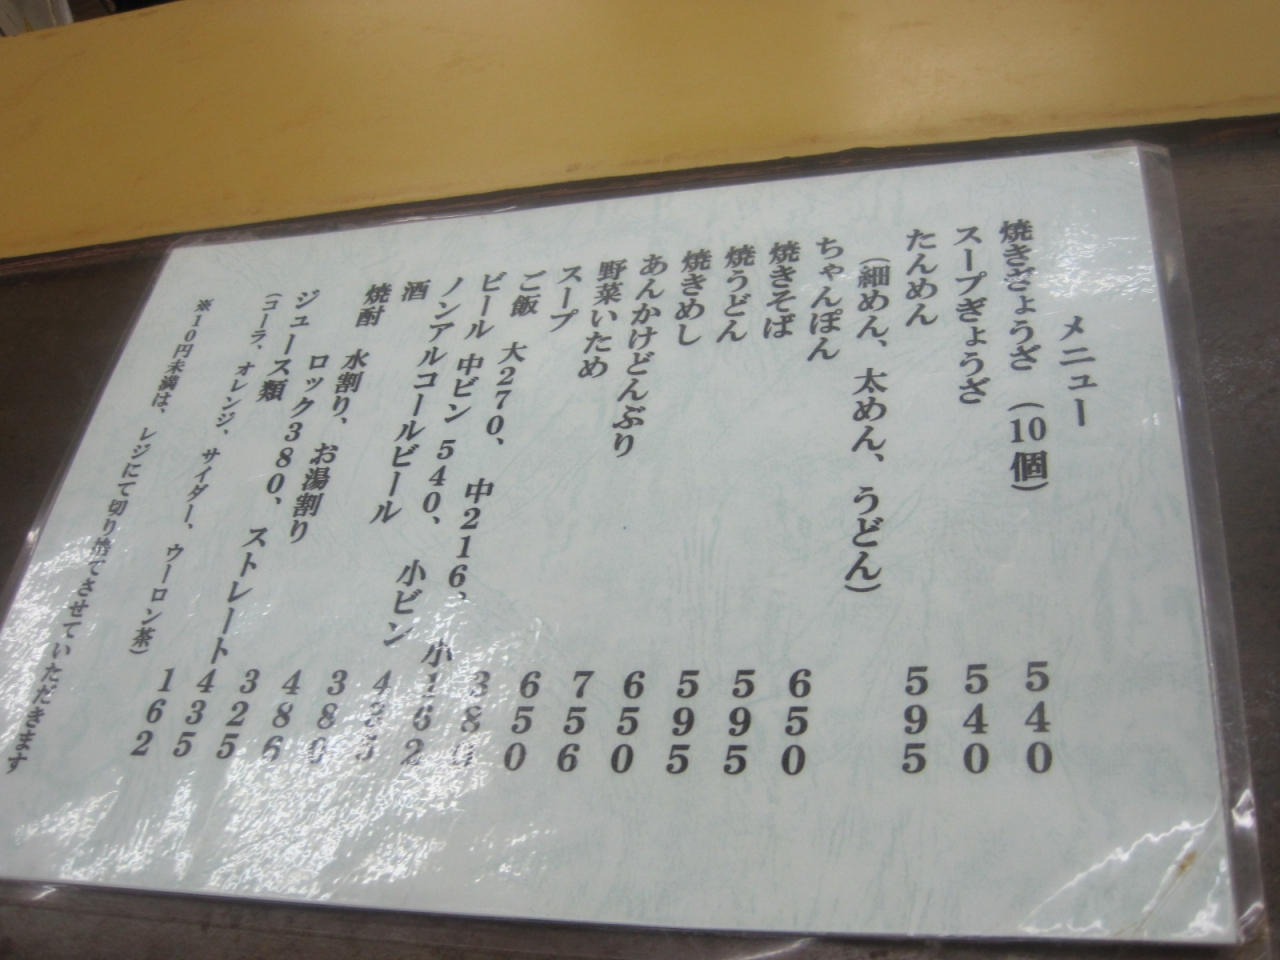 メニュー
焼きぎょうざ (10個) 540
スープぎょうざ 540
たんめん 595
(細めん、太めん、うどん)
ちゃんぽん 650
焼きそば 595
焼うどん 595
焼きめし 650
あんかけどんぶり 756
野菜いため 650
スープ 380
ご飯 大270、中216、小162
ビール 中ビン540、小ビン 435
ノンアルコールビール 380
酒 486
焼酎 水割り、お湯割り 325
ロック380、ストレート 435
ジュース類 162
(コーラ、オレンジ、サイダー、ウーロン茶)
※10円未満は、レジにて切り捨てさせていただきます